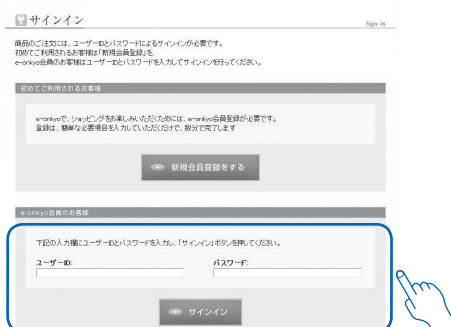 サインイン
Sign-in
商品のご注文には、ユーザーIDとパスワードによるサインインが必要です。
初めてご利用されるお客様は「新規会員登録」を、
e-onkyo会員のお客様はユーザーIDとパスワードを入力してサインインを行ってください。
初めてご利用されるお客様
e-onkyoで、ショッピングをお楽しみいただくためには、e-onkyo会員登録が必要です。
登録は、簡単な必要項目を入力していただくだけで、数分で完了します
新規会員登録をする
e-onkyo会員のお客様
下記の入力欄にユーザーIDとパスワードを入力し、「サインイン」ボタンを押してください。
ユーザーID: パスワード:
サインイン